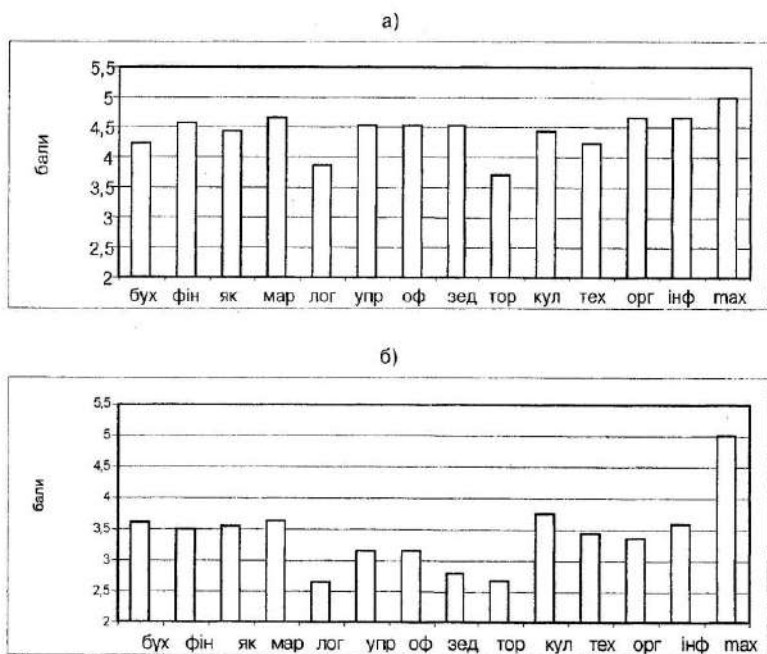 а)
бали
5,5
5
4,5
4
3,5
3
2,5
2
бух фін як мар лог упр оф зед тор кул тех орг інф max
б)
бали
5,5
5
4,5
4
3,5
3
2,5
2
бух фін як мар лог упр оф зед тор кул тех орг інф max